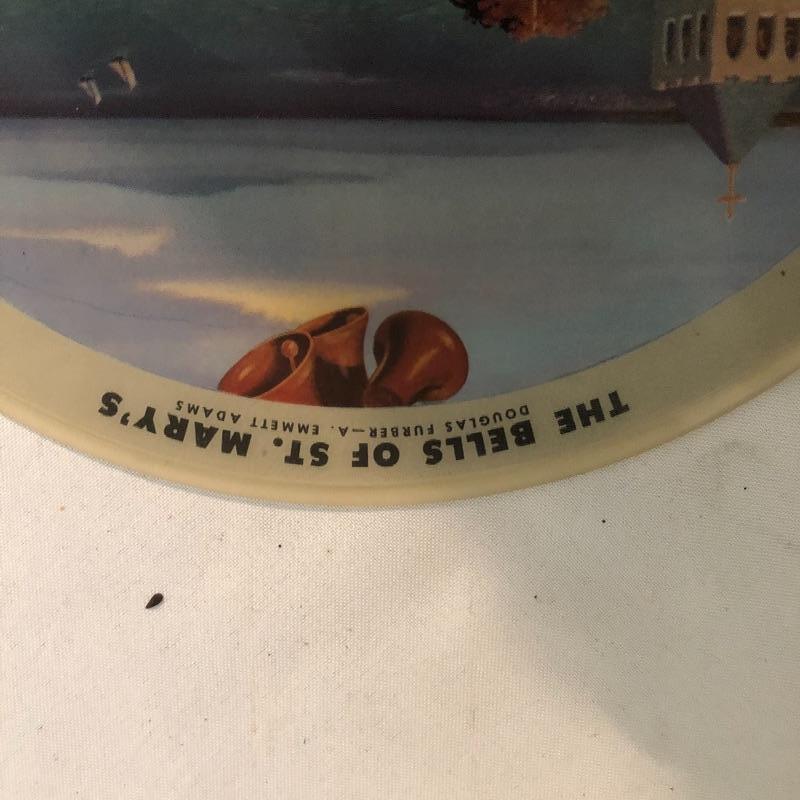 THE BELLS OF ST. MARY'S
DOUGLAS FURBER—A. EMMETT ADAMS